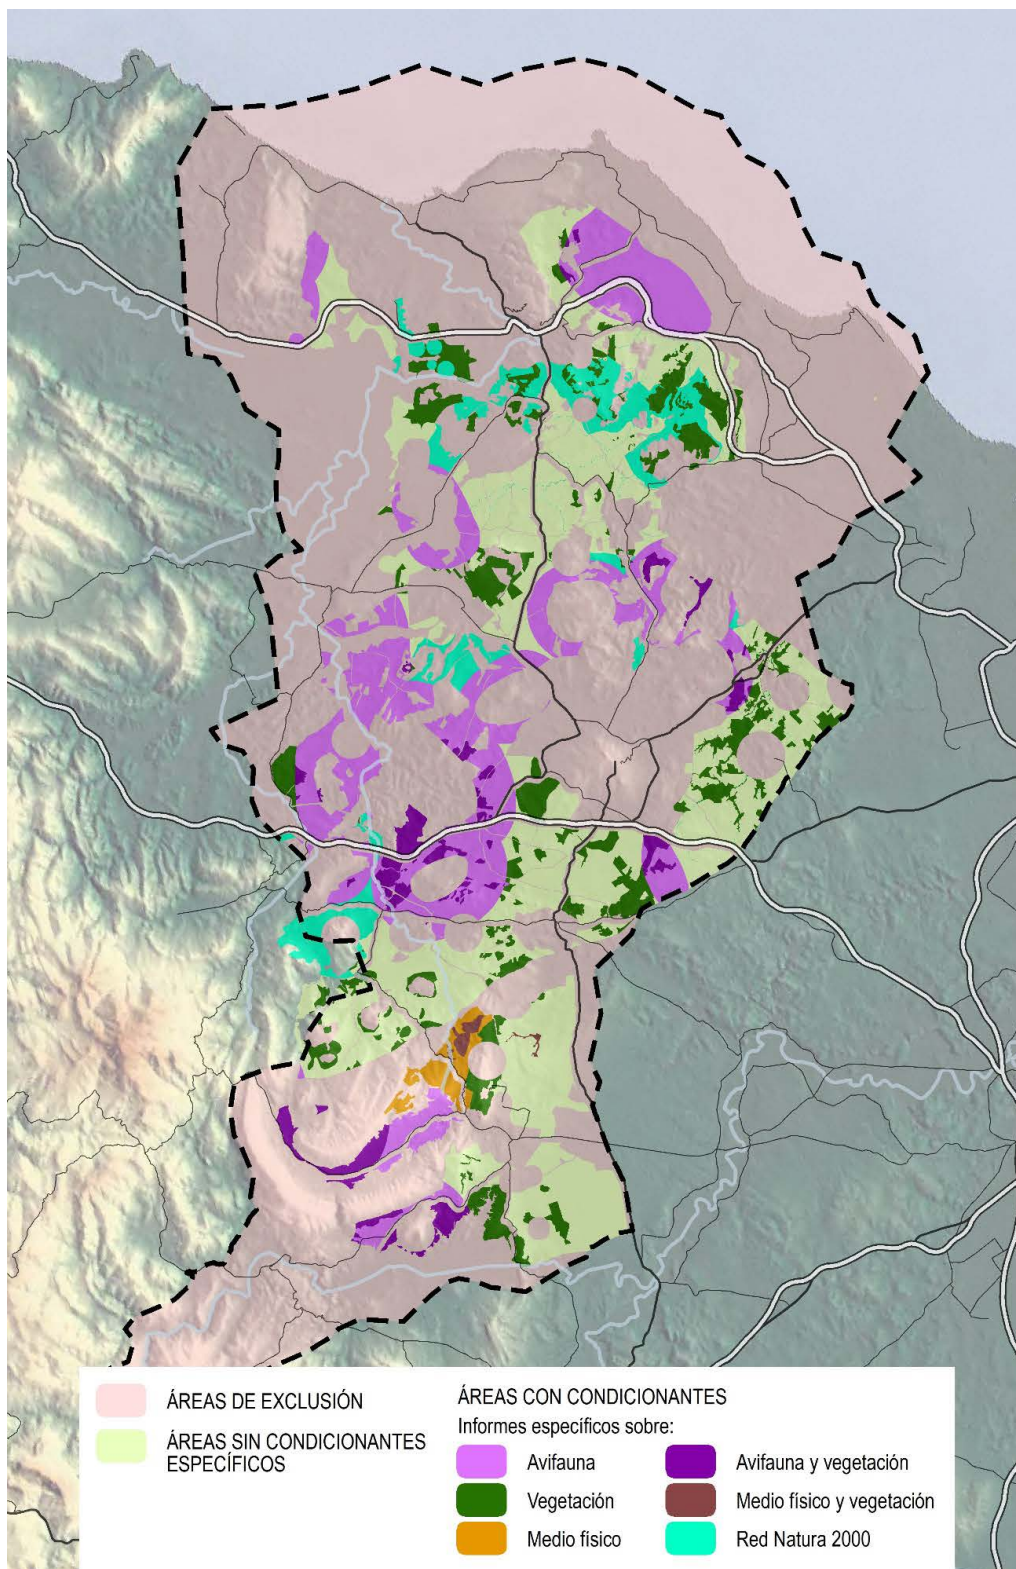 ÁREAS DE EXCLUSIÓN
ÁREAS SIN CONDICIONANTES
ESPECÍFICOS
ÁREAS CON CONDICIONANTES
Informes específicos sobre:
Avifauna
Vegetación
Medio físico
Avifauna y vegetación
Medio físico y vegetación
Red Natura 2000